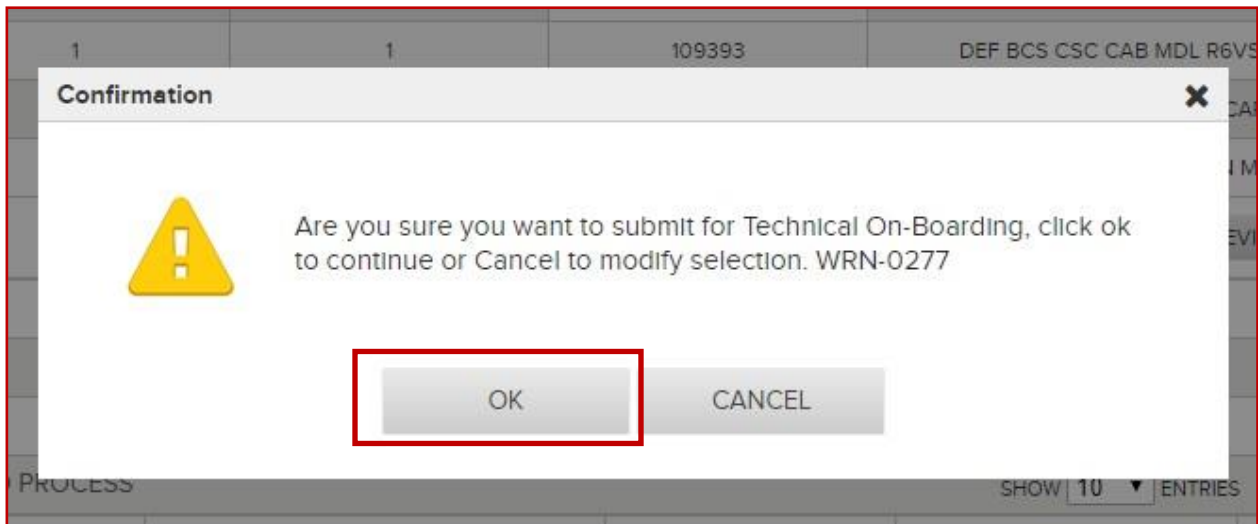 1 1 109393 DEF BCS CSC CAB MDL R6VS
Confirmation
Are you sure you want to submit for Technical On-Boarding, click ok
to continue or Cancel to modify selection. WRN-0277
OK CANCEL
PROCESS SHOW 10 ENTRIES